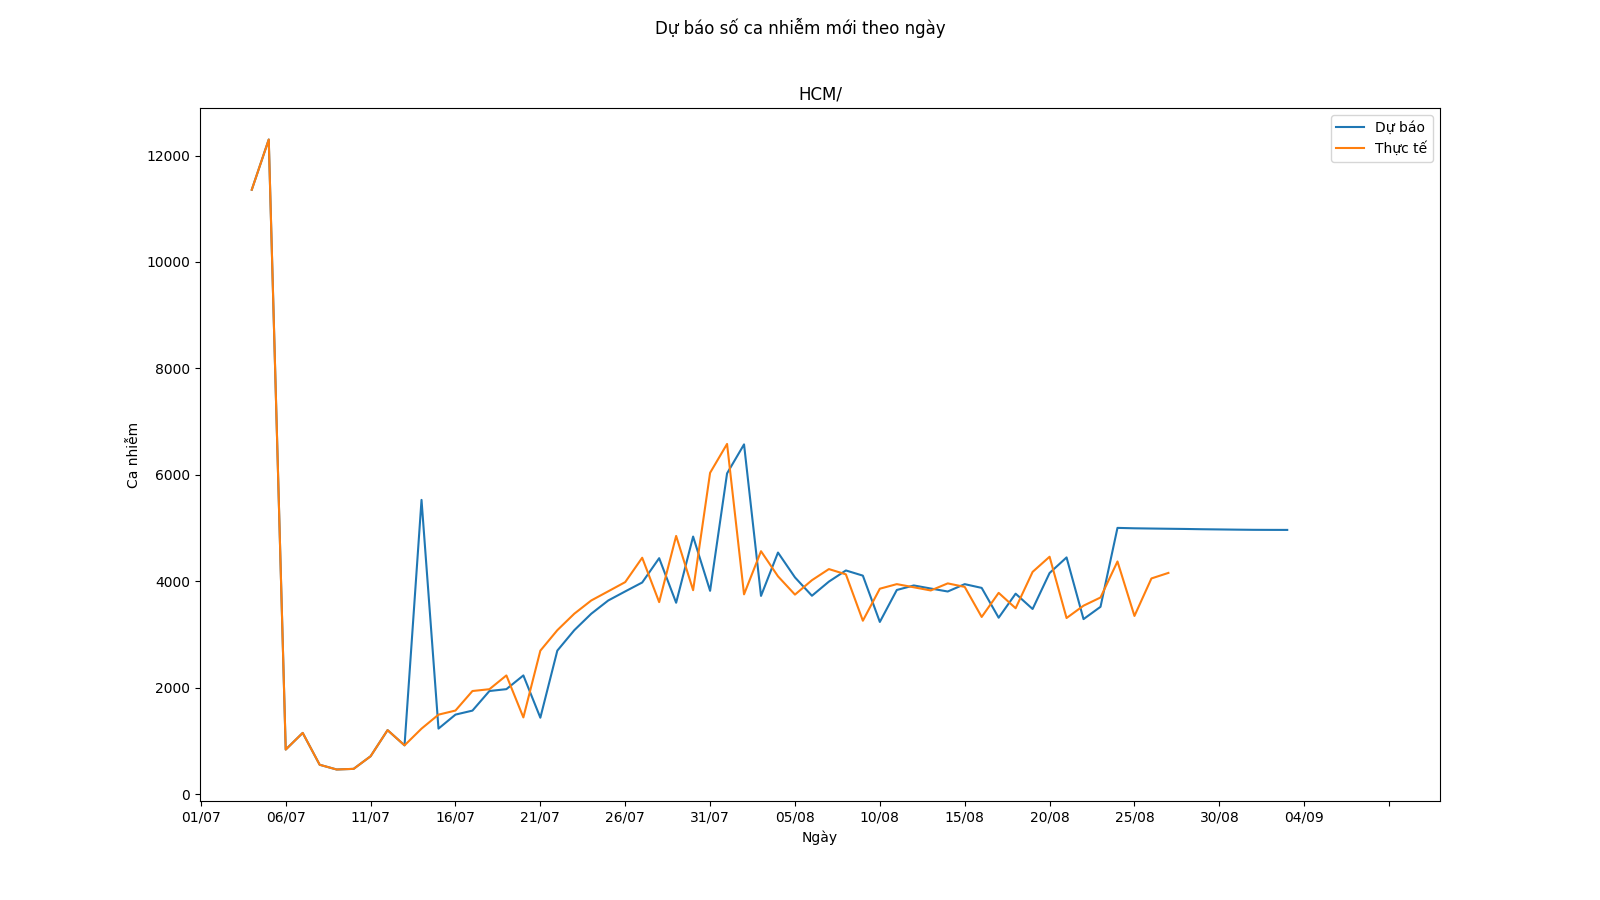 Dự báo số ca nhiễm mới theo ngày
HCM/
Dự báo
Thực tế
12000
10000
8000
6000
4000
2000
0
Ca nhiễm
01/07 06/07 11/07 16/07 21/07 26/07 31/07 05/08 10/08 15/08 20/08 25/08 30/08 04/09
Ngày